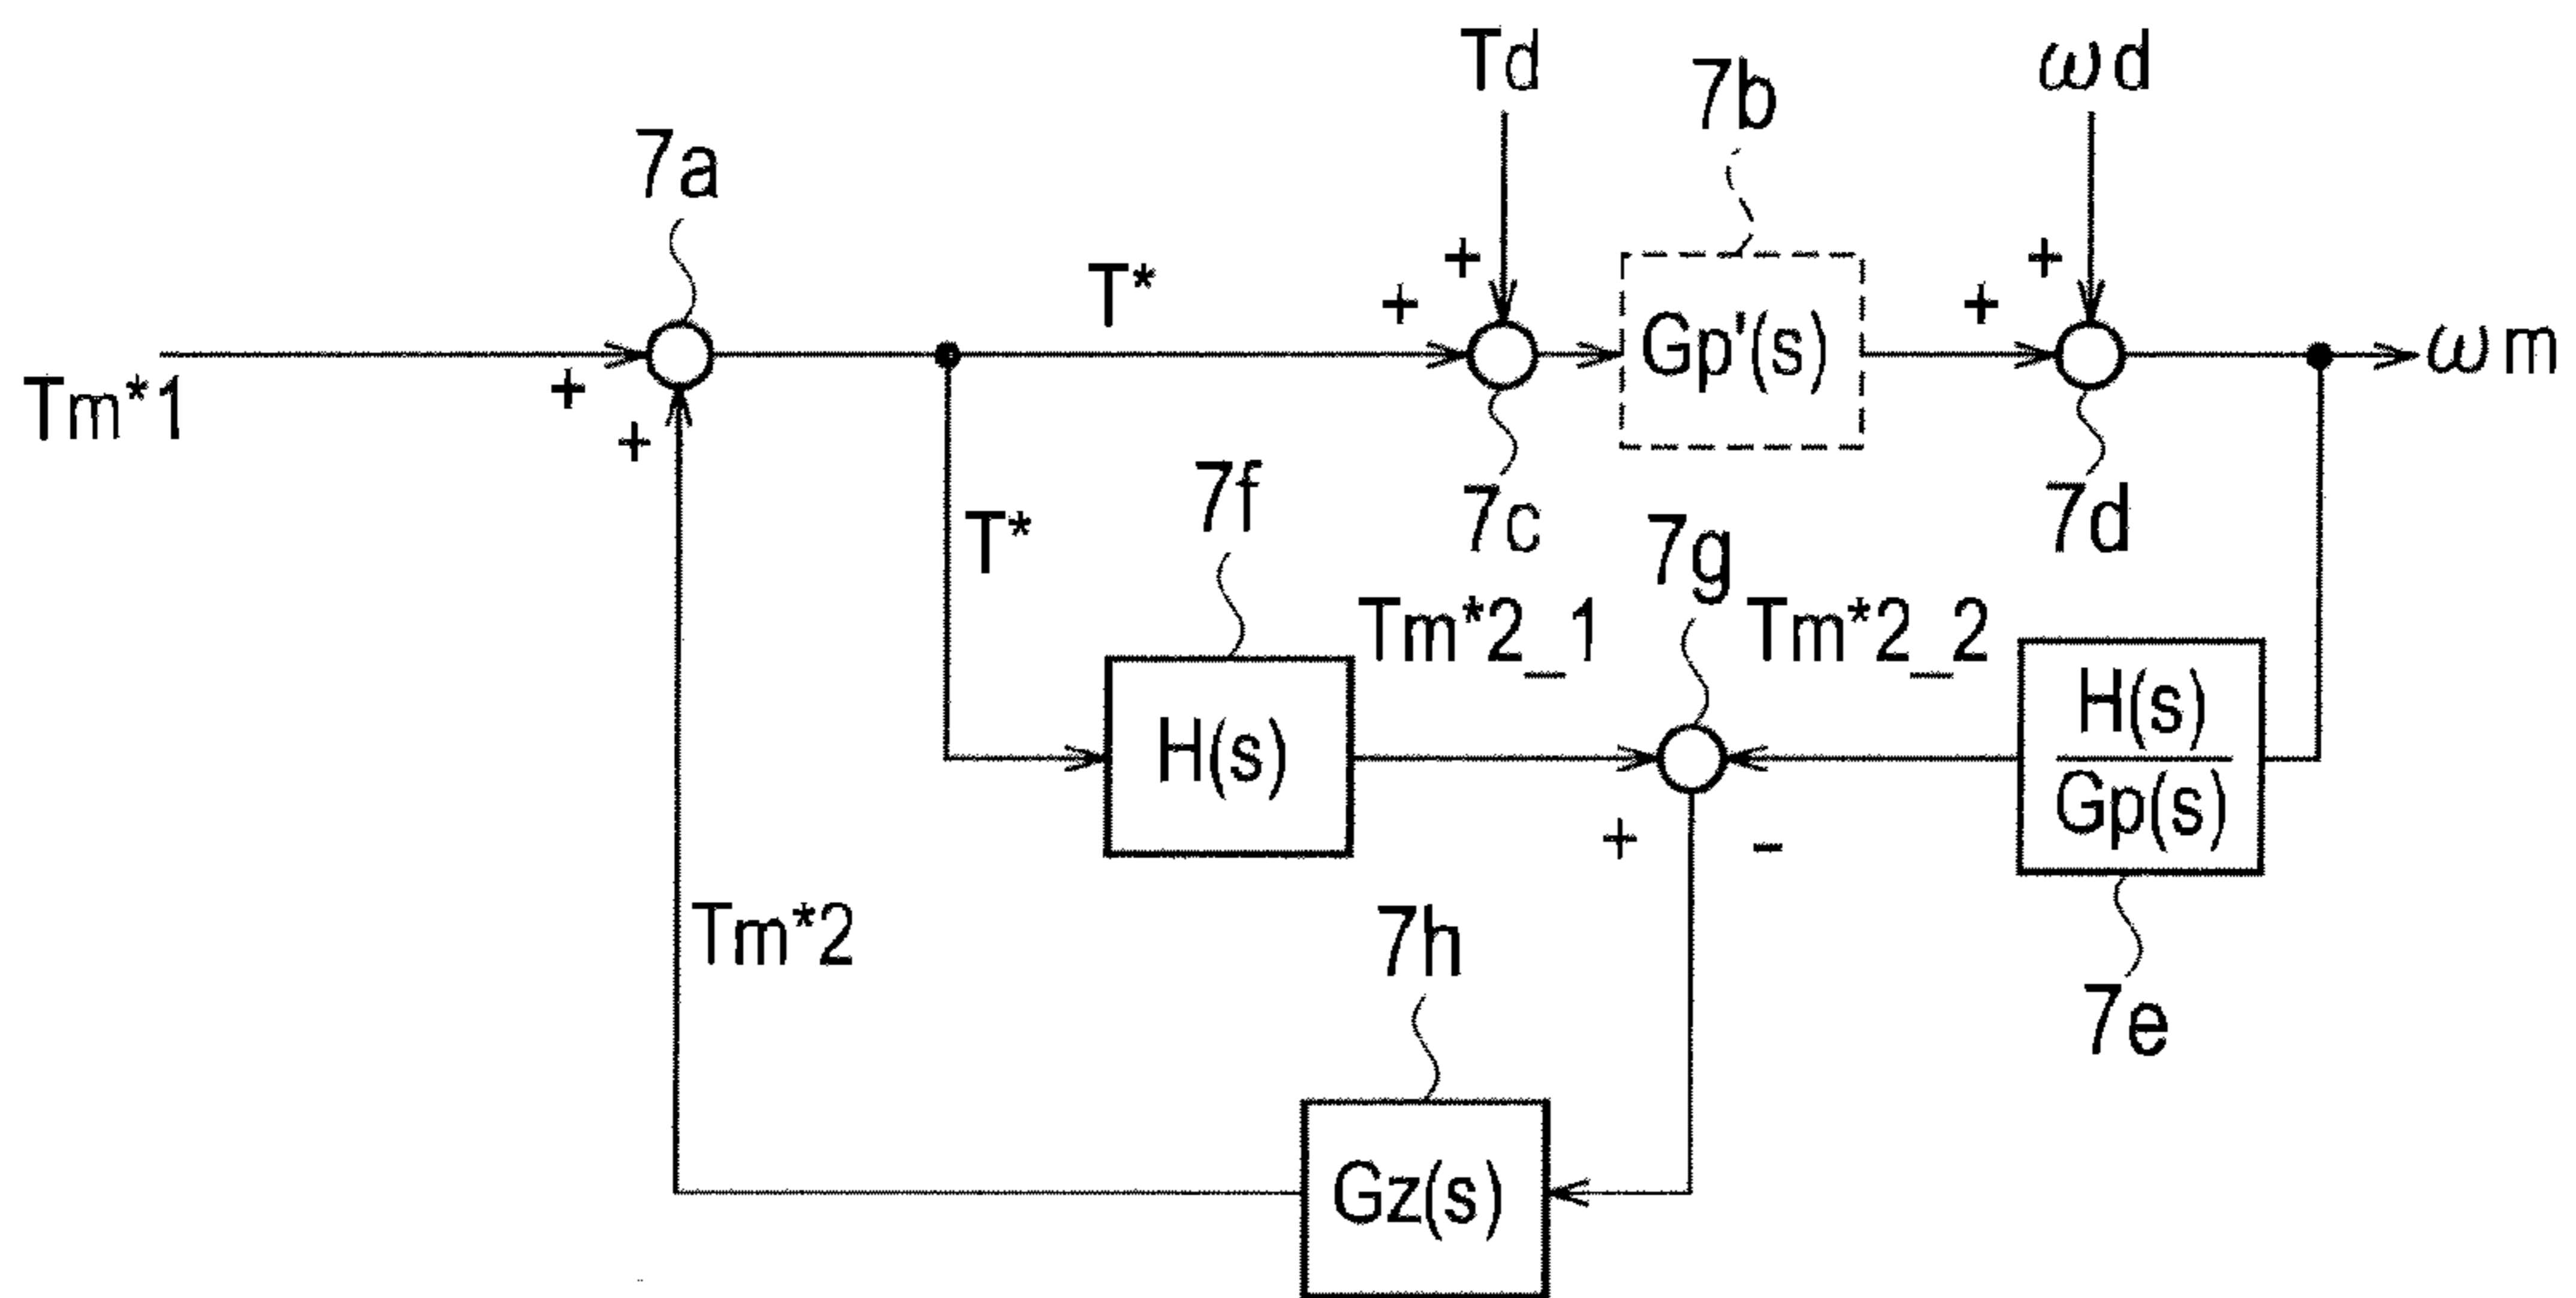 Td
ωd
7b
7a
T*
+
+
Gp'(s)
+
+
ωm
Tm*1
+
+
7c
7d
T*
7f
7g
Tm*2_1
Tm*2_2
H(s)
H(s)
Gp(s)
+
-
Tm*2
7h
7e
Gz(s)